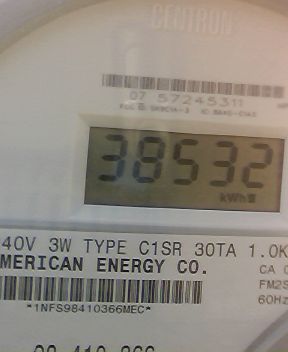 CENTRON
07 57245311
38532
kWh
40V 3W TYPE C1SR 30TA 1.0K
MERICAN ENERGY CO.
CA 0
FM2S
60Hz
*1NFS98410366MEC*